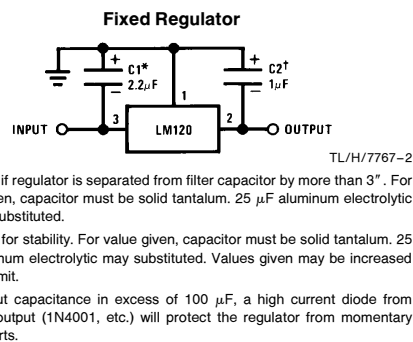 Fixed Regulator
+
C1*
2.2μF
−
+
C2†
1μF
−
1
INPUT
3
LM120
2
OUTPUT
TL/H/7767–2
if regulator is separated from filter capacitor by more than 3″. For
en, capacitor must be solid tantalum. 25 μF aluminum electrolytic
substituted.
for stability. For value given, capacitor must be solid tantalum. 25
num electrolytic may substituted. Values given may be increased
mit.
ut capacitance in excess of 100 μF, a high current diode from
output (1N4001, etc.) will protect the regulator from momentary
rts.